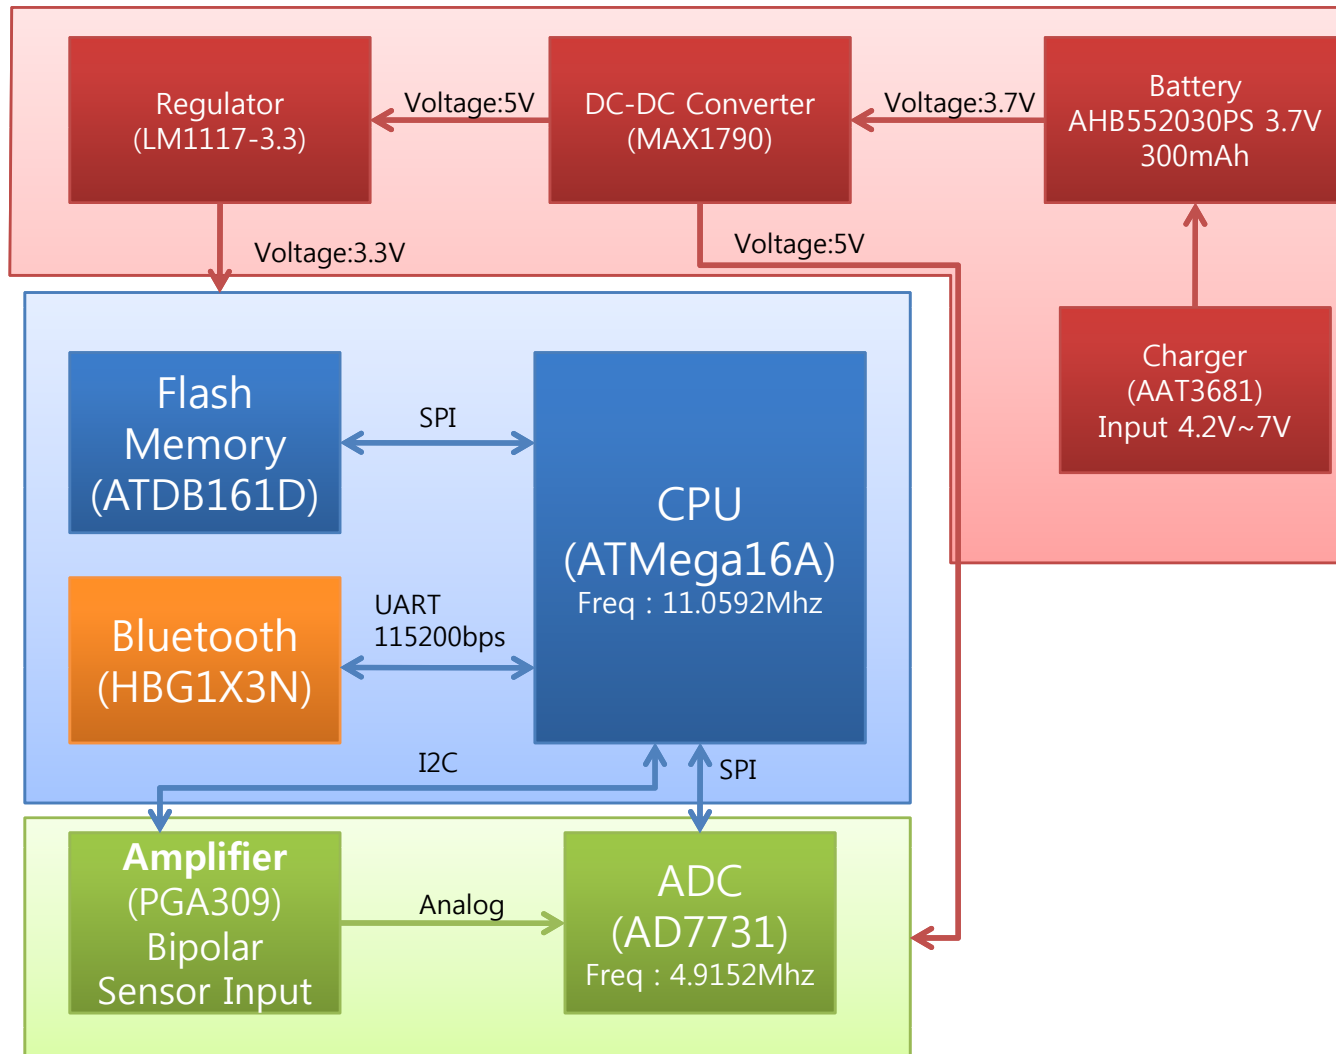 Regulator
(LM1117-3.3)
Voltage:5V
DC-DC Converter
(MAX1790)
Voltage:3.7V
Battery
AHB552030PS 3.7V
300mAh
Voltage:3.3V
Voltage:5V
Charger
(AAT3681)
Input 4.2V~7V
Flash
Memory
(ATDB161D)
SPI
CPU
(ATMega16A)
Freq : 11.0592Mhz
Bluetooth
(HBG1X3N)
UART
115200bps
I2C
SPI
Amplifier
(PGA309)
Bipolar
Sensor Input
Analog
ADC
(AD7731)
Freq : 4.9152Mhz